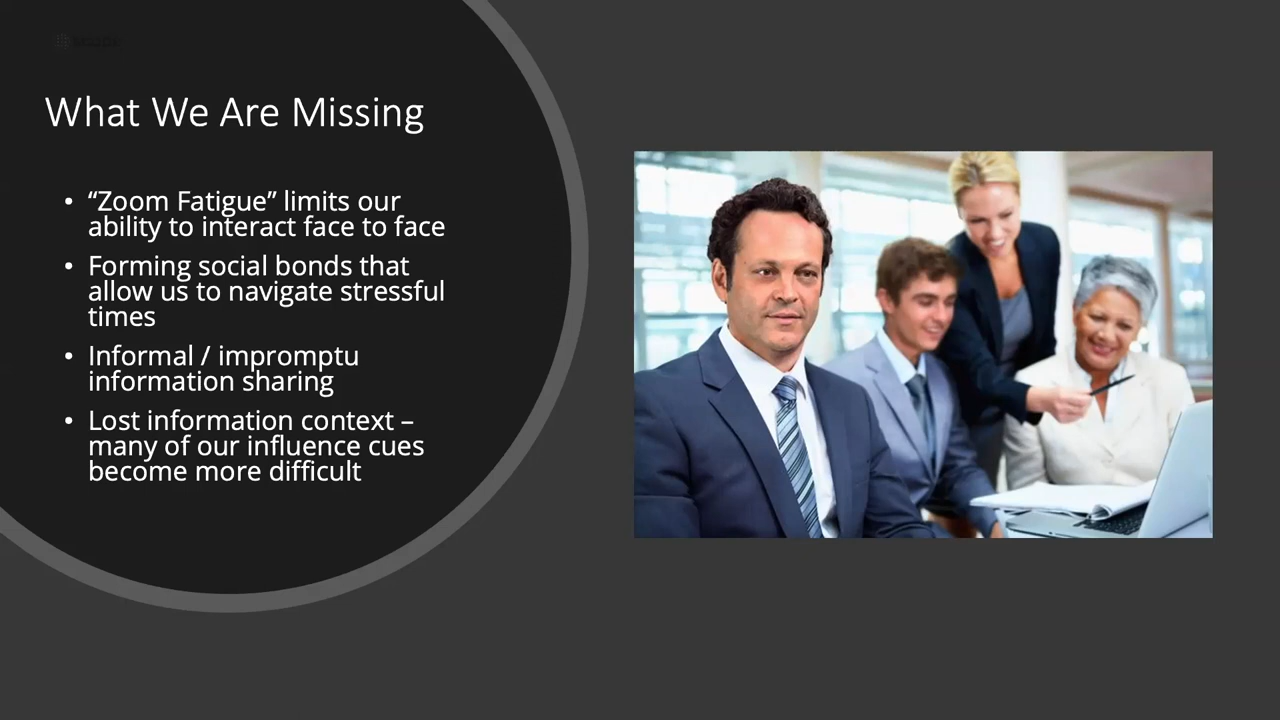 What We Are Missing
• “Zoom Fatigue” limits our
ability to interact face to face
• Forming social bonds that
allow us to navigate stressful
times
• Informal / impromptu
information sharing
• Lost information context –
many of our influence cues
become more difficult